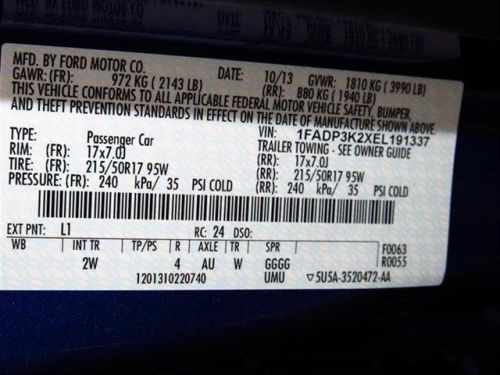 MFD. BY FORD MOTOR CO.
DATE: 10/13 GVWR: 1810 KG ( 3990 LB)
GAWR: (FR) 972 KG ( 2143 LB) (RR): 880 KG ( 1940 LB)
THIS VEHICLE CONFORMS TO ALL APPLICABLE FEDERAL MOTOR VEHICLE SAFETY, BUMPER,
AND THEFT PREVENTION STANDARDS IN EFFECT ON THE DATE OF MANUFACTURE SHOWN ABOVE
VIN: 1FADP3K2XEL191337
TYPE: Passenger Car TRAILER TOWING - SEE OWNER GUIDE
RIM: (FR): 17x7.0J (RR): 17x7.0J
TIRE: (FR): 215/50R17 95W (RR): 215/50R17 95W
PRESSURE: (FR): 240 kPa/ 35 PSI COLD (RR): 240 kPa/ 35 PSI COLD
EXT PNT: L1 RC: 24 DSO:
WB INT TR TP/PS R AXLE TR SPR F0063
2W 4 AU W GGGG R0055
1201310220740 UMU ▽5U5A-3520472-AA